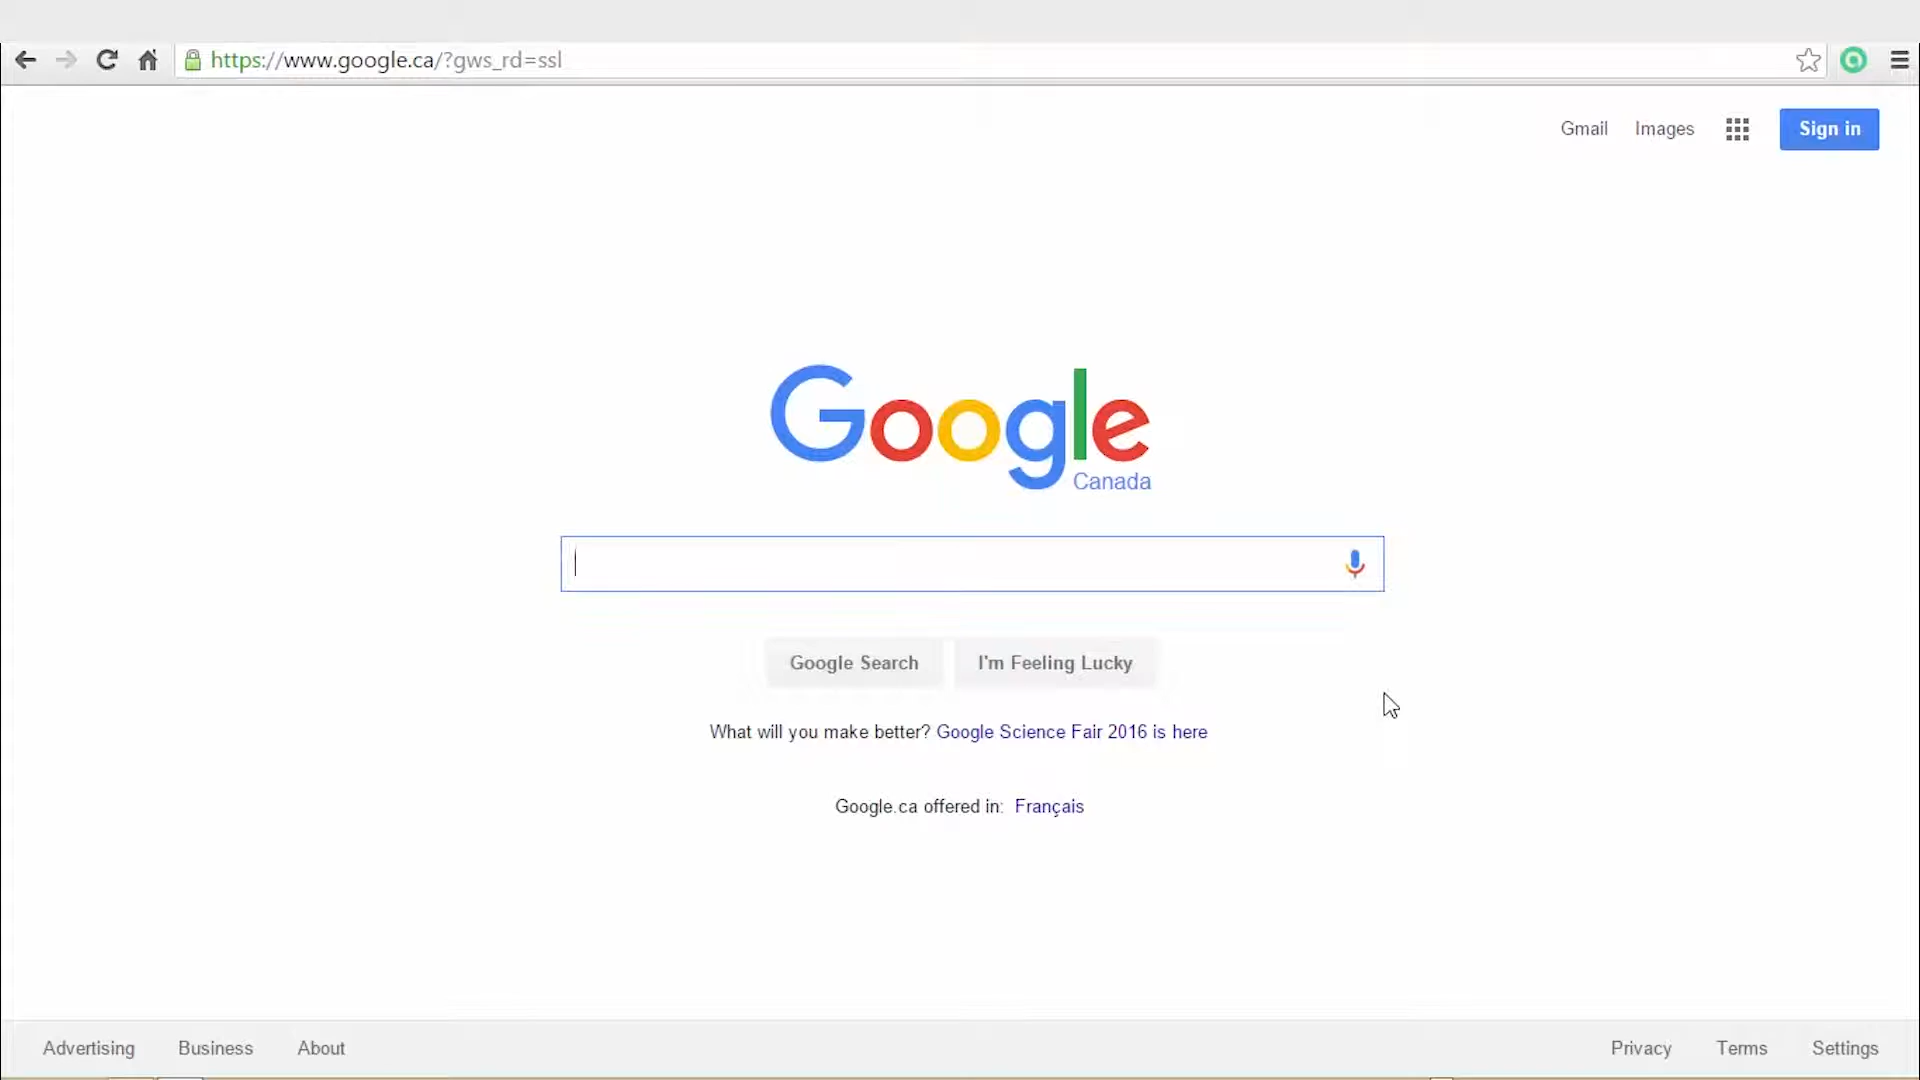 https://www.google.ca/?gws_rd=ssl
Gmail Images Sign in
Google
Canada
Google Search I'm Feeling Lucky
What will you make better? Google Science Fair 2016 is here
Google.ca offered in: Français
Advertising Business About Privacy Terms Settings